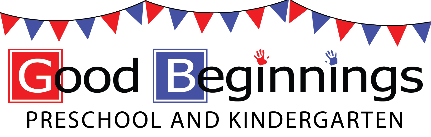 Good Beginnings
PRESCHOOL AND KINDERGARTEN